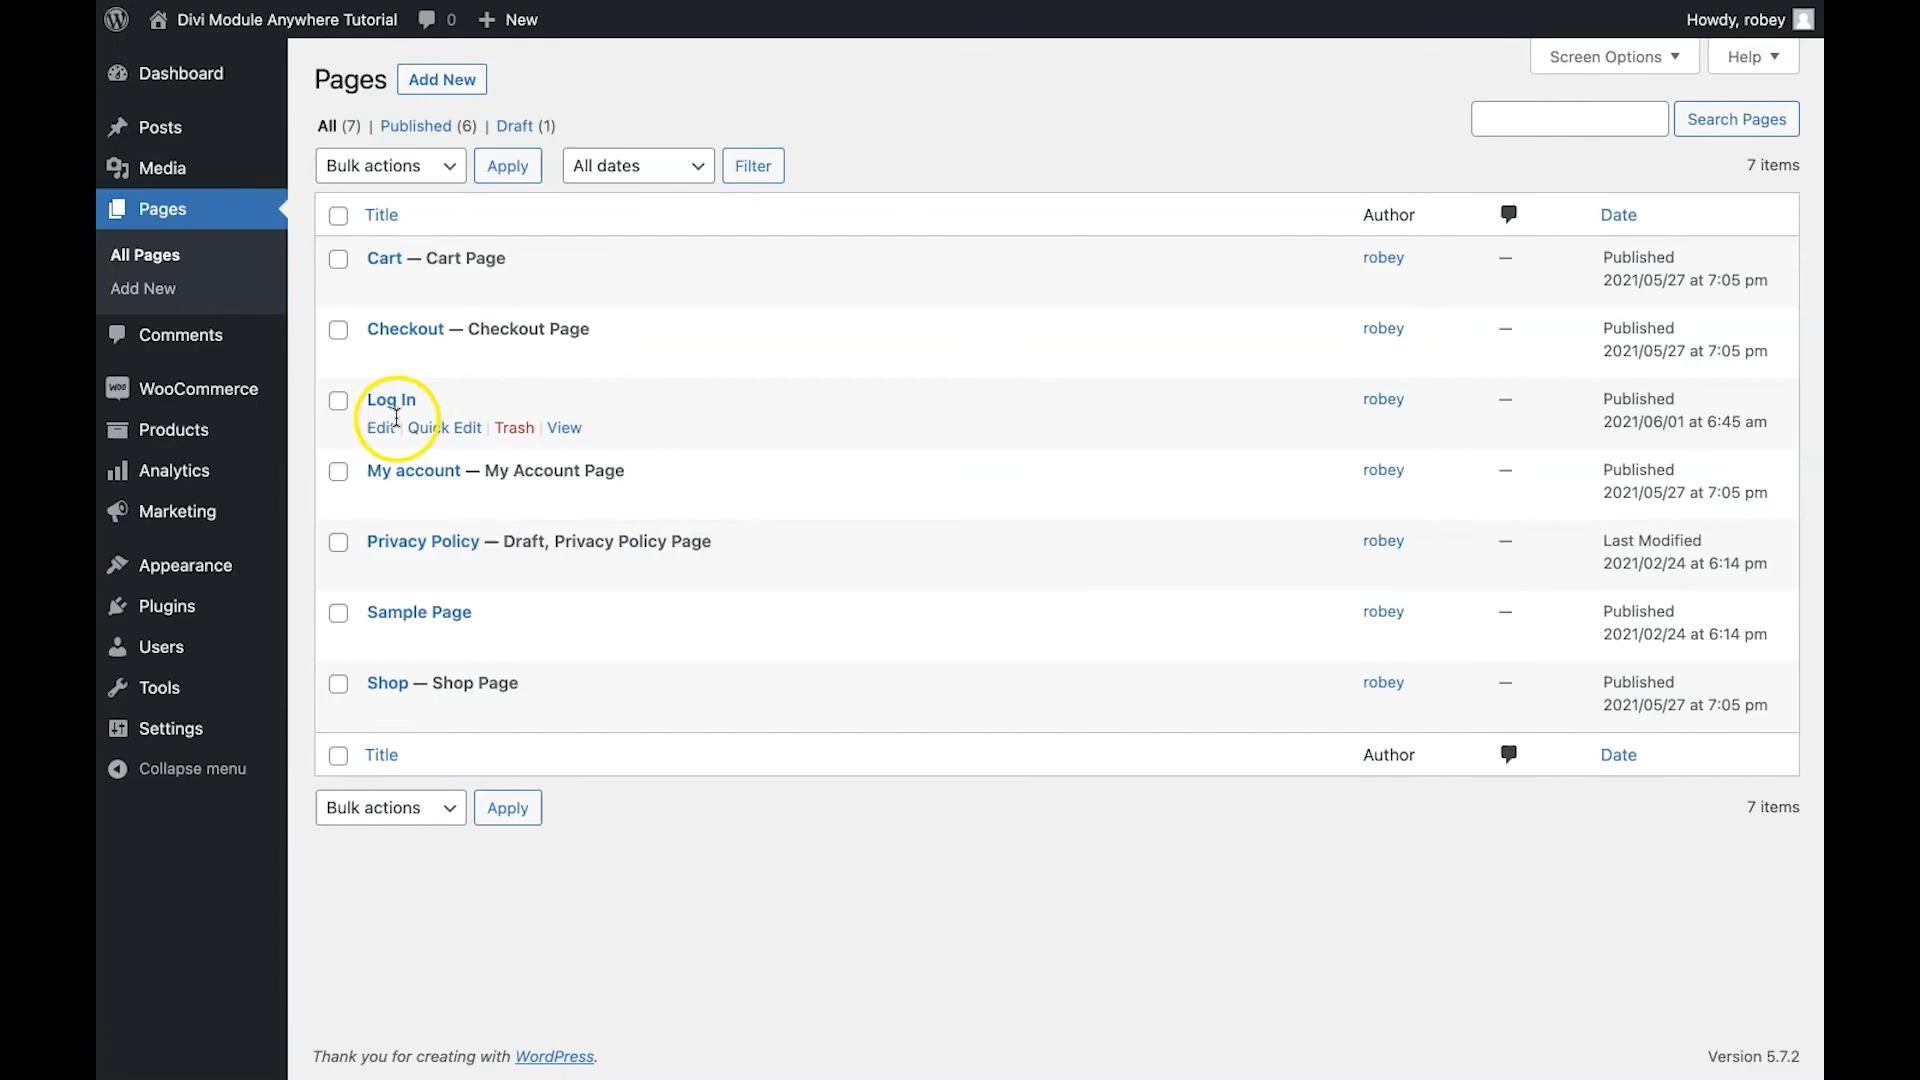 Divi Module Anywhere Tutorial 0 New Howdy, robey
Screen Options Help
Dashboard
Posts
Media
Pages
All Pages
Add New
Comments
WOO WooCommerce
Products
Analytics
Marketing
Appearance
Plugins
Users
Tools
Settings
Collapse menu
Pages Add New
All (7) | Published (6) | Draft (1)
Search Pages
Bulk actions Apply All dates Filter 7 items
Title Author Date
Cart — Cart Page robey — Published
2021/05/27 at 7:05 pm
Checkout — Checkout Page robey — Published
2021/05/27 at 7:05 pm
Log In robey — Published
Edit | Quick Edit | Trash | View 2021/06/01 at 6:45 am
My account — My Account Page robey — Published
2021/05/27 at 7:05 pm
Privacy Policy — Draft, Privacy Policy Page robey — Last Modified
2021/02/24 at 6:14 pm
Sample Page robey — Published
2021/02/24 at 6:14 pm
Shop — Shop Page robey — Published
2021/05/27 at 7:05 pm
Title Author Date
Bulk actions Apply 7 items
Thank you for creating with WordPress. Version 5.7.2